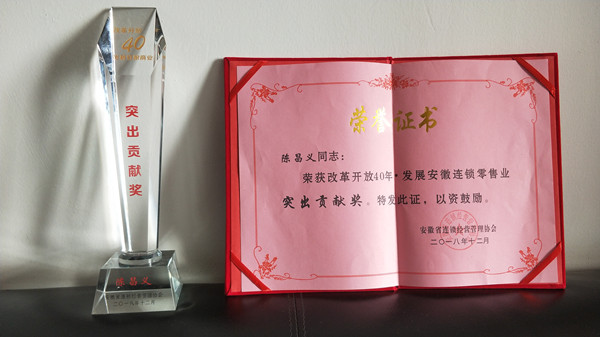 40
突出贡献奖
陈昌义
荣誉证书
陈昌义同志：
荣获改革开放40年·发展安徽连锁零售业
突出贡献奖。特发此证，以资鼓励。
安徽省连锁经营管理协会
二〇一八年十二月